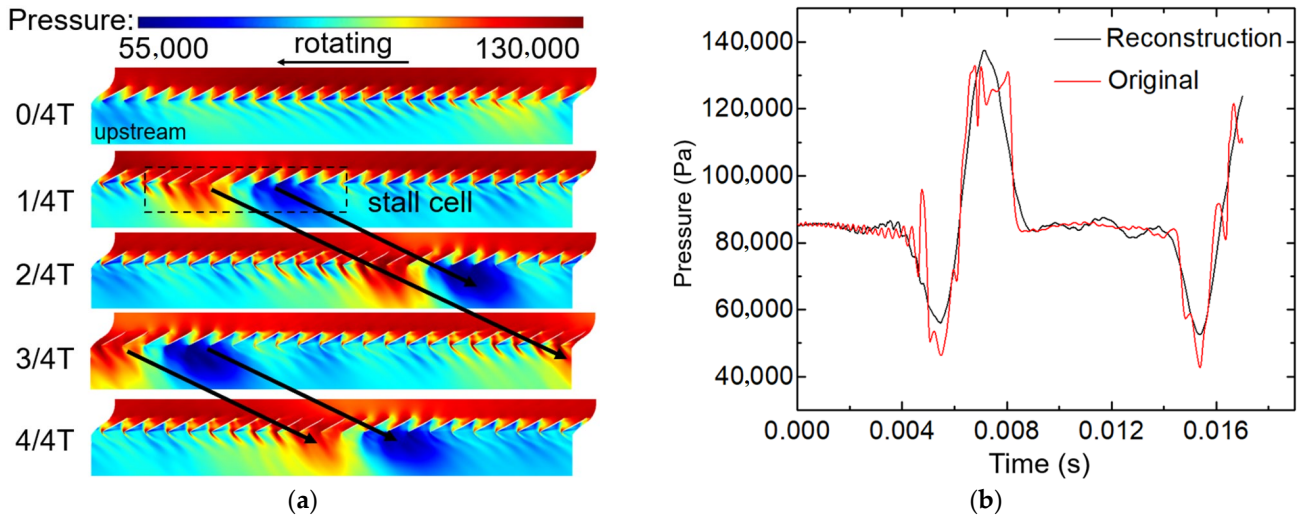 Pressure:
55,000
rotating
130,000
0/4T
upstream
1/4T
stall cell
2/4T
3/4T
4/4T
(a)
Reconstruction
Original
140,000
120,000
100,000
80,000
60,000
40,000
Pressure (Pa)
0.000
0.004
0.008
0.012
0.016
Time (s)
(b)